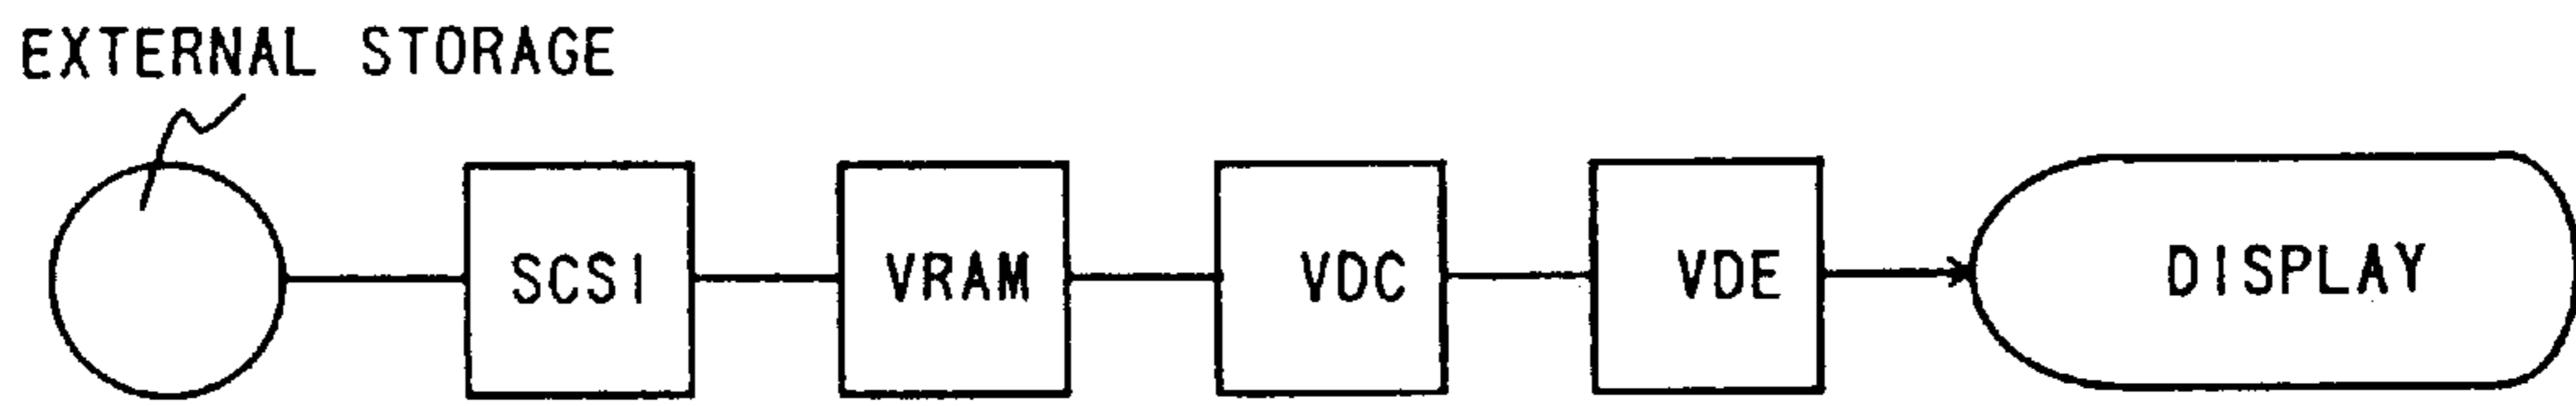 EXTERNAL STORAGE
SCSI
VRAM
VDC
VDE
DISPLAY